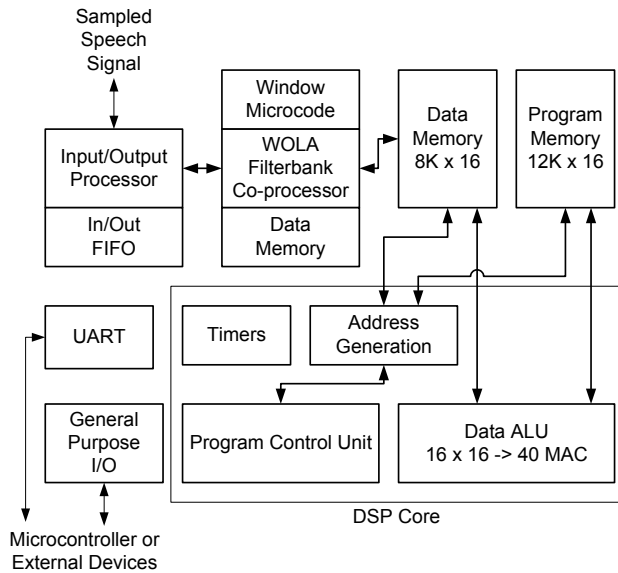 Sampled
Speech
Signal
Input/Output
Processor
In/Out
FIFO
Window
Microcode
WOLA
Filterbank
Co-processor
Data
Memory
Data
Memory
8K x 16
Program
Memory
12K x 16
UART
Timers
Address
Generation
General
Purpose
I/O
Program Control Unit
Data ALU
16 x 16 -> 40 MAC
DSP Core
Microcontroller or
External Devices